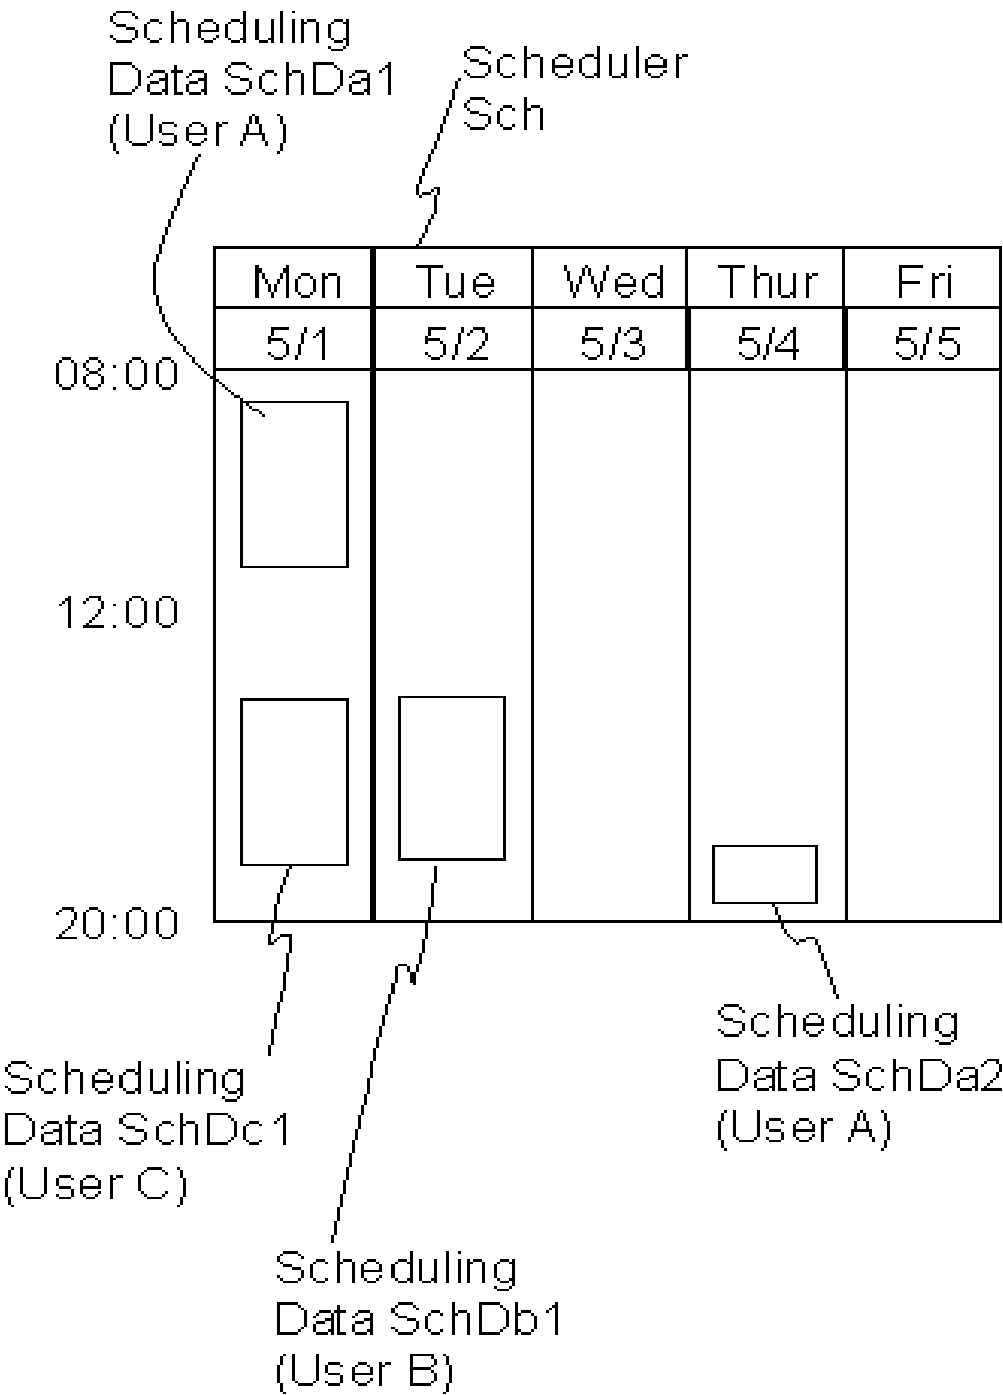 Scheduling
Data SchDa1
(User A)
Scheduler
Sch
Mon Tue Wed Thur Fri
5/1 5/2 5/3 5/4 5/5
08:00
12:00
20:00
Scheduling
Data SchDa2
(User A)
Scheduling
Data SchDc1
(User C)
Scheduling
Data SchDb1
(User B)